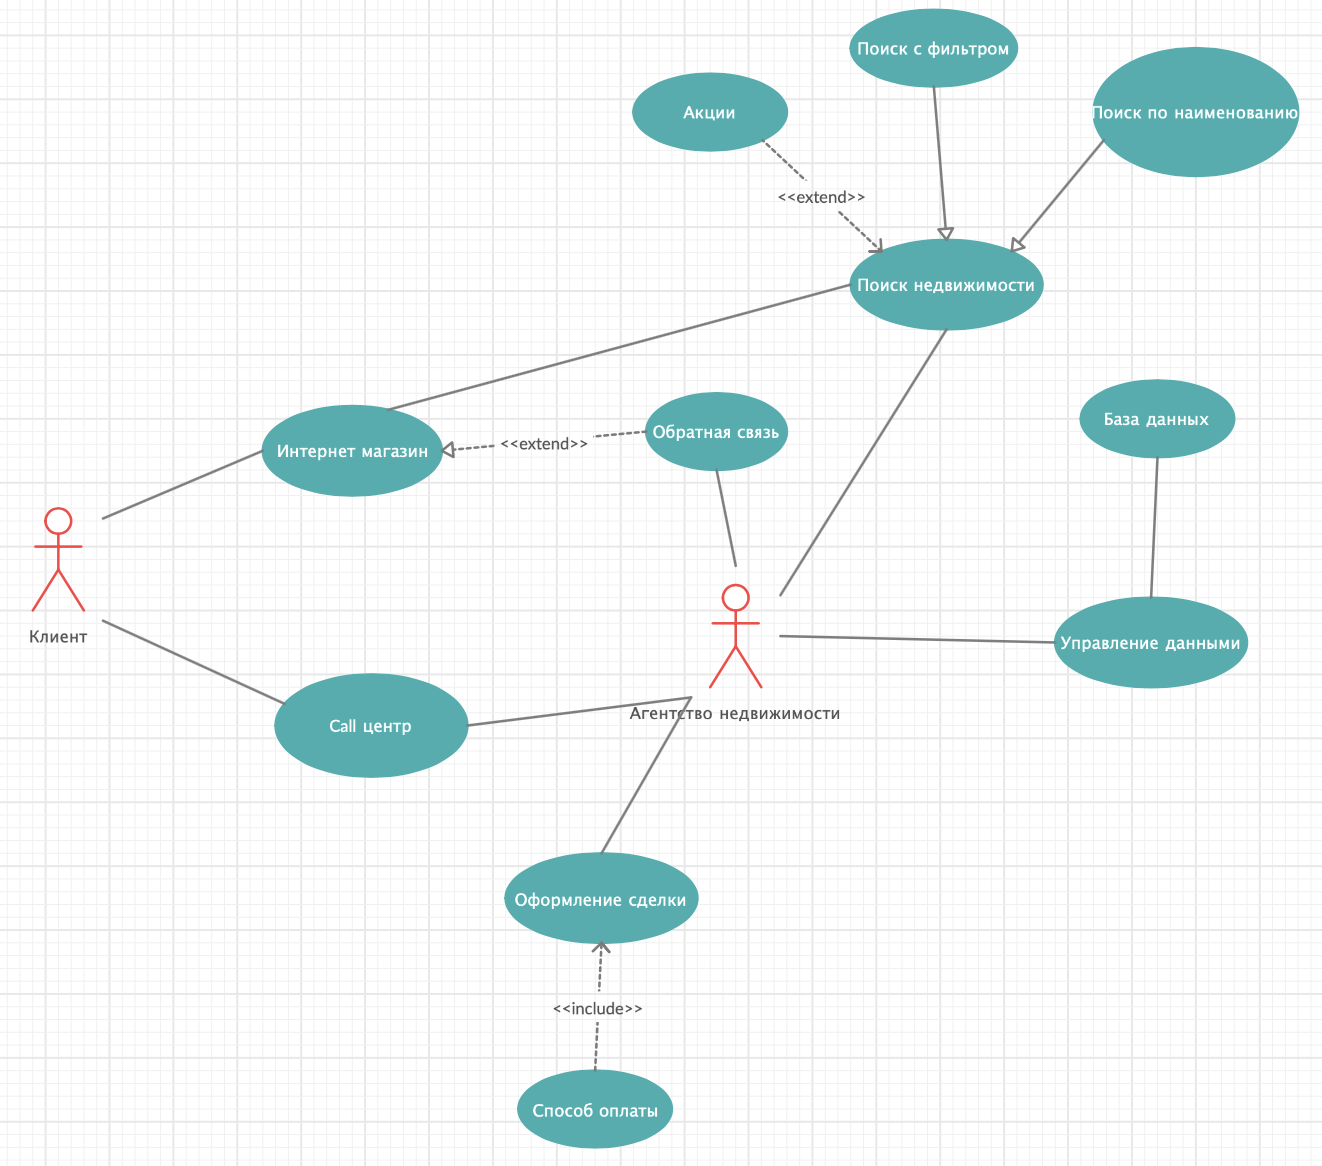 Поиск с фильтром
Акции
Поиск по наименованию
<<extend>>
Поиск недвижимости
База данных
Обратная связь
<<extend>>
Интернет магазин
Клиент
Управление данными
Агентство недвижимости
Call центр
Оформление сделки
<<include>>
Способ оплаты